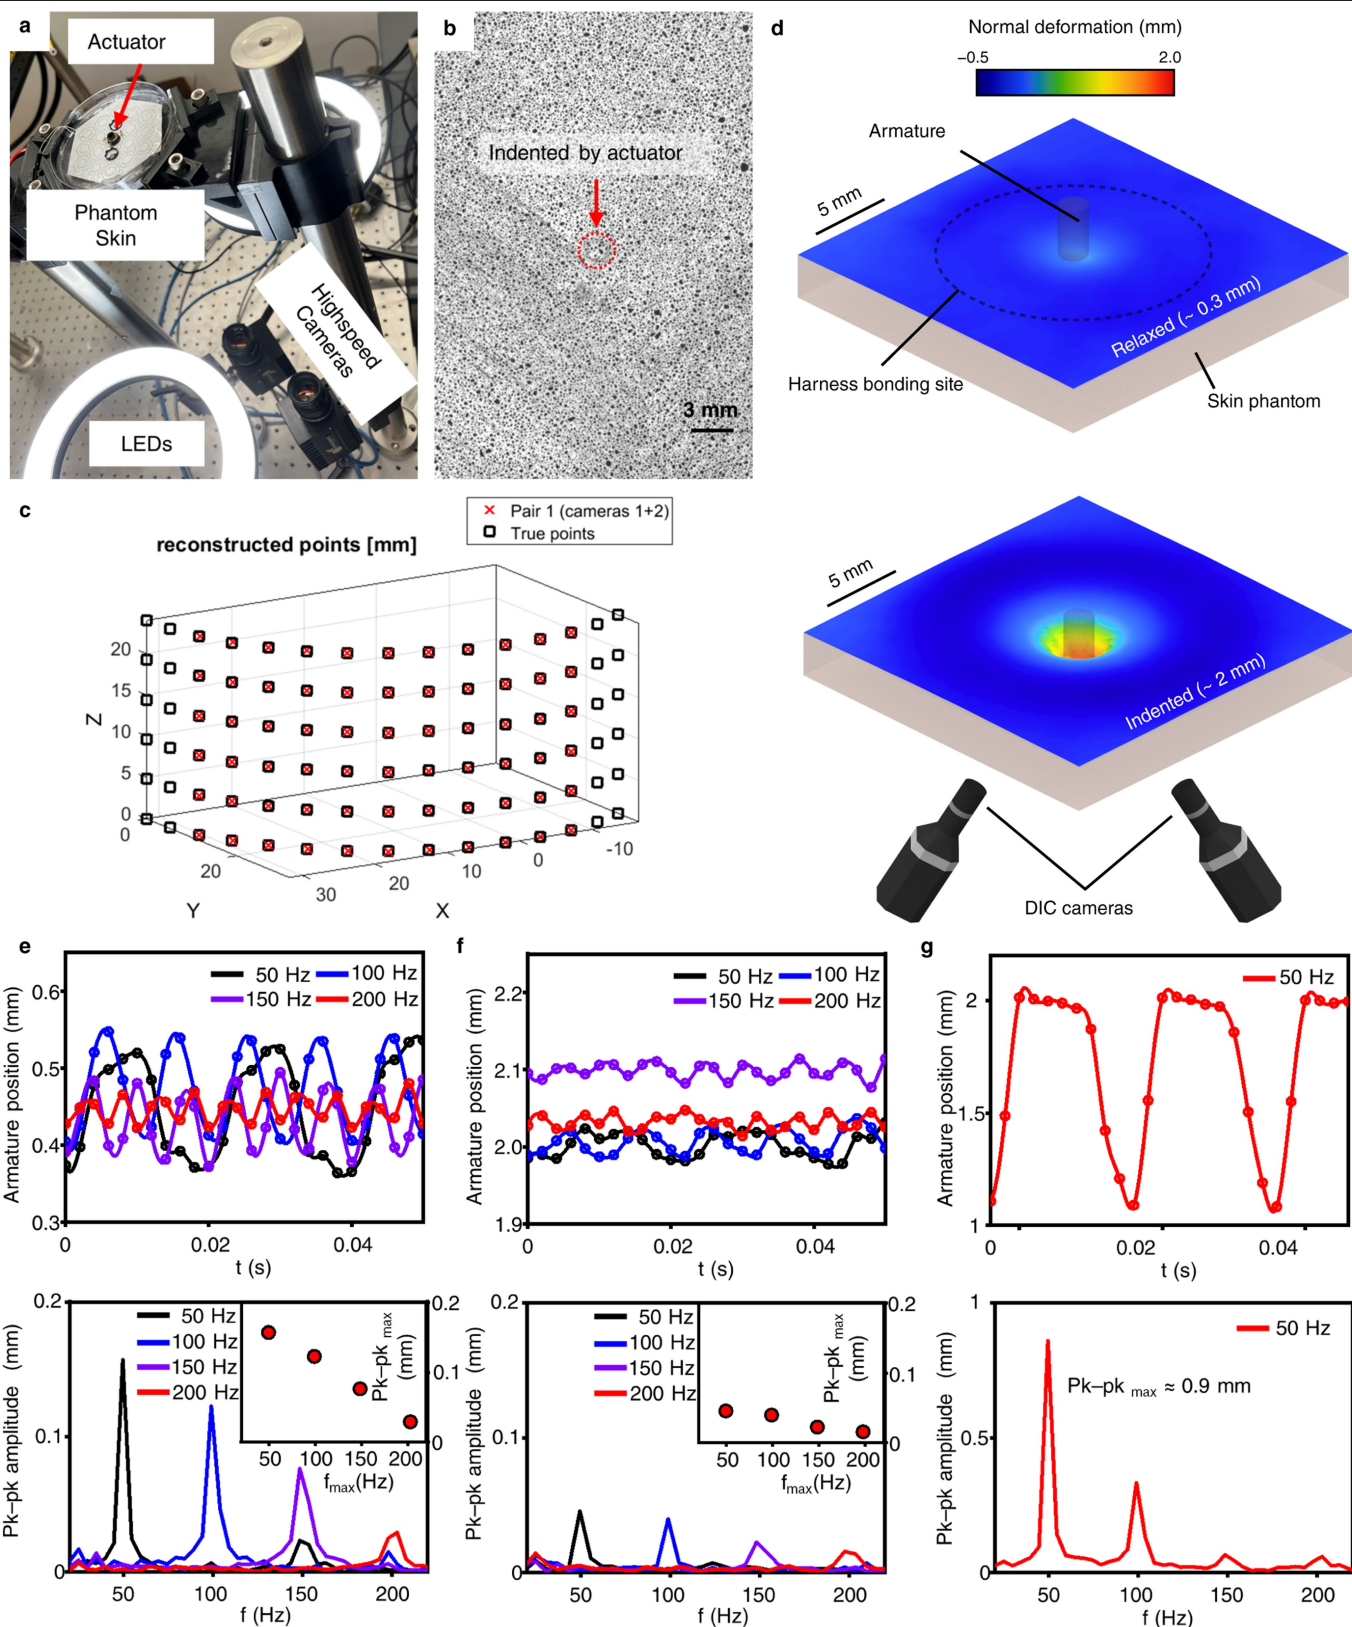 a
Actuator
Phantom
Skin
Highspeed
Cameras
LEDs
b
Indented by actuator
3 mm
c
Pair 1 (cameras 1+2)
True points
reconstructed points [mm]
20
15
10
5
0
Z
0
20
Y
30
20
10
0
-10
X
d
Normal deformation (mm)
−0.5
2.0
Armature
5 mm
Relaxed (~ 0.3 mm)
Harness bonding site
Skin phantom
5 mm
Indented (~ 2 mm)
DIC cameras
e
50 Hz
100 Hz
150 Hz
200 Hz
Armature position (mm)
0.6
0.5
0.4
0.3
0
0.02
0.04
t (s)
Pk–pk amplitude (mm)
0.2
0.1
0
50 Hz
100 Hz
150 Hz
200 Hz
Pk–pk max
(mm)
0.2
0.1
0
50
100
150
200
fmax(Hz)
50
100
150
200
f (Hz)
f
50 Hz
100 Hz
150 Hz
200 Hz
Armature position (mm)
2.2
2.1
2.0
1.9
0
0.02
0.04
t (s)
Pk–pk amplitude (mm)
0.2
0.1
0
50 Hz
100 Hz
150 Hz
200 Hz
Pk–pk max
(mm)
0.2
0.1
0
50
100
150
200
fmax(Hz)
50
100
150
200
f (Hz)
g
50 Hz
Armature position (mm)
2
1.5
1
0
0.02
0.04
t (s)
Pk–pk amplitude (mm)
1
0.5
0
50 Hz
Pk–pk max ≈ 0.9 mm
50
100
150
200
f (Hz)